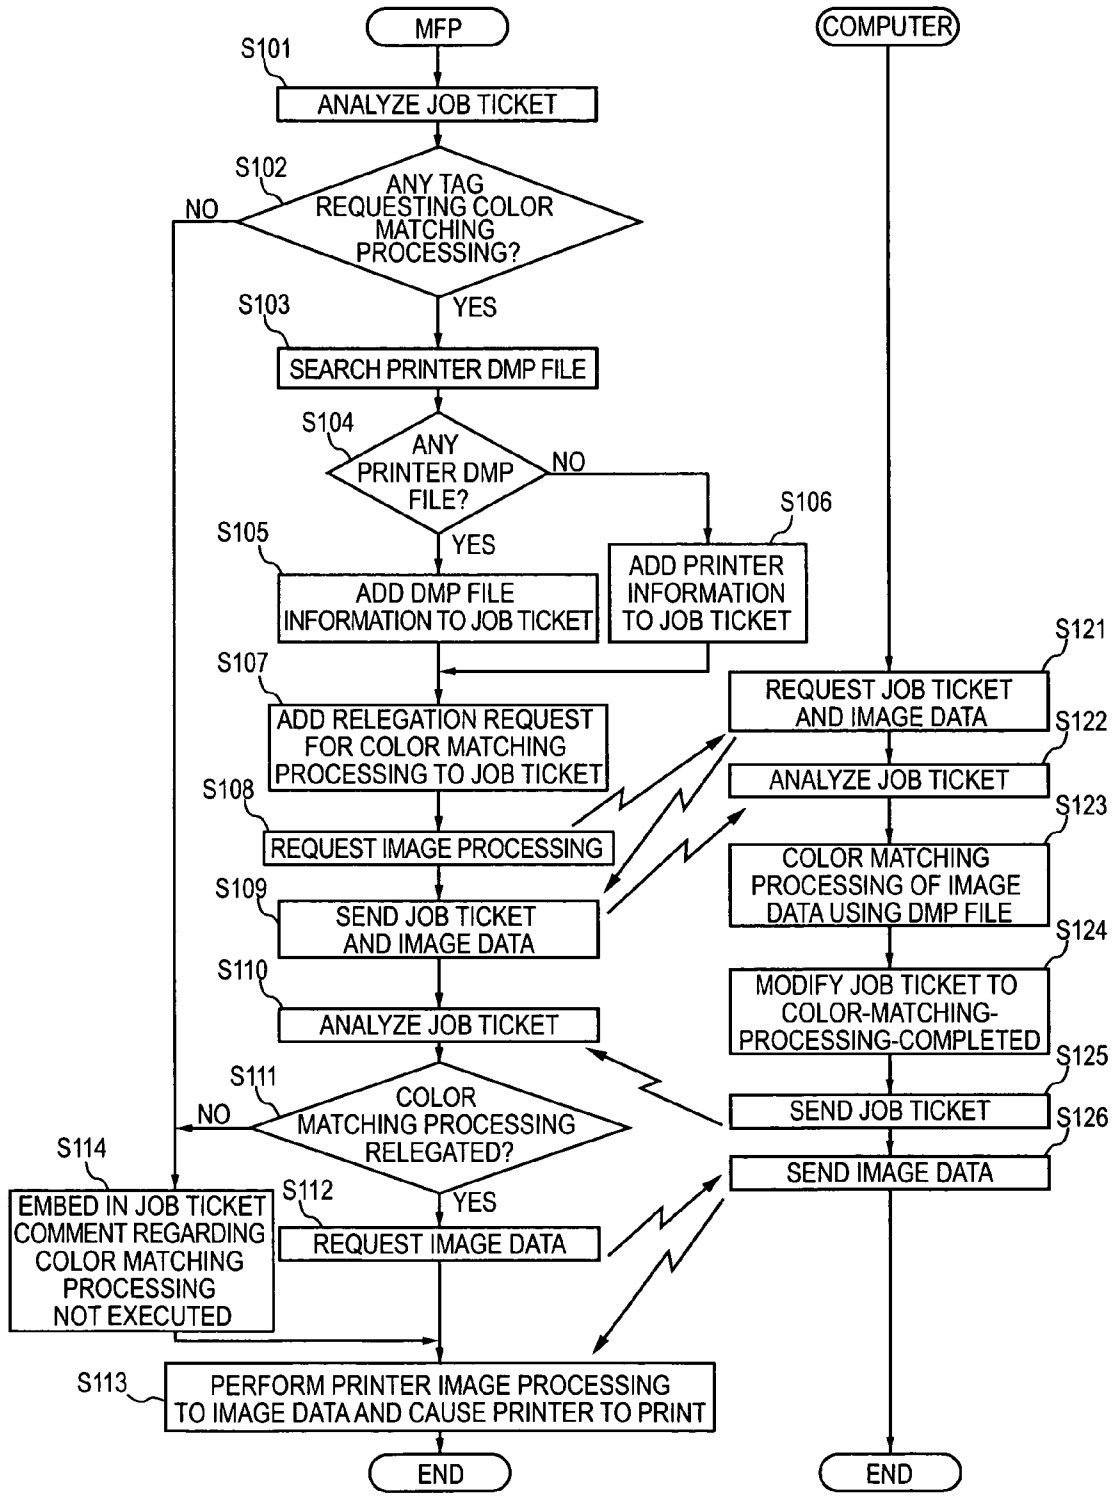 MFP
COMPUTER
S101
ANALYZE JOB TICKET
S102
ANY TAG
REQUESTING COLOR
MATCHING
PROCESSING?
NO
YES
S103
SEARCH PRINTER DMP FILE
S104
ANY
PRINTER DMP
FILE?
NO
YES
S105
ADD DMP FILE
INFORMATION TO JOB TICKET
S106
ADD PRINTER
INFORMATION
TO JOB TICKET
S107
ADD RELEGATION REQUEST
FOR COLOR MATCHING
PROCESSING TO JOB TICKET
S108
REQUEST IMAGE PROCESSING
S109
SEND JOB TICKET
AND IMAGE DATA
S110
ANALYZE JOB TICKET
S111
COLOR
MATCHING PROCESSING
RELEGATED?
NO
YES
S114
EMBED IN JOB TICKET
COMMENT REGARDING
COLOR MATCHING
PROCESSING
NOT EXECUTED
S112
REQUEST IMAGE DATA
S113
PERFORM PRINTER IMAGE PROCESSING
TO IMAGE DATA AND CAUSE PRINTER TO PRINT
END
S121
REQUEST JOB TICKET
AND IMAGE DATA
S122
ANALYZE JOB TICKET
S123
COLOR MATCHING
PROCESSING OF IMAGE
DATA USING DMP FILE
S124
MODIFY JOB TICKET TO
COLOR-MATCHING-
PROCESSING-COMPLETED
S125
SEND JOB TICKET
S126
SEND IMAGE DATA
END